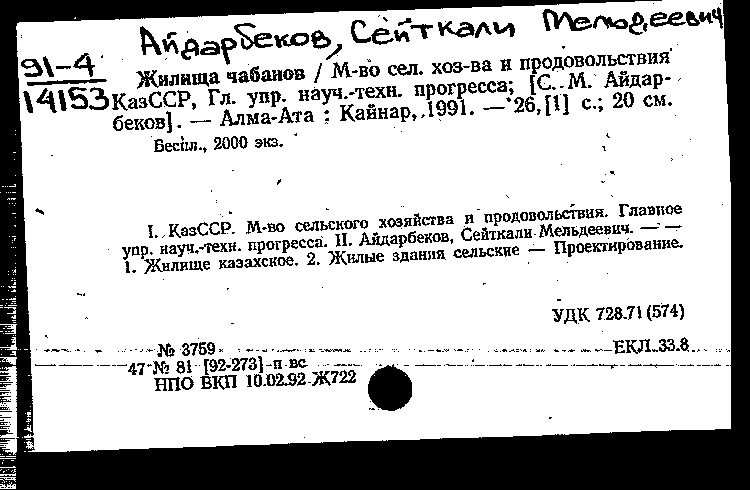 Айдарбеков, Сейткали Мельдеевич
91-4
14153
Жилища чабанов / М-во сел. хоз-ва и продовольствия
КазССР, Гл. упр. науч.-техн. прогресса; [С. М. Айдар-
беков]. — Алма-Ата : Кайнар, 1991. — 26, [1] с.; 20 см.
Беспл., 2000 экз.
I. КазССР. М-во сельского хозяйства и продовольствия. Главное
упр. науч.-техн. прогресса. II. Айдарбеков, Сейткали Мельдеевич. — —
1. Жилище казахское. 2. Жилые здания сельские — Проектирование.
УДК 728.71 (574)
№ 3759
ЕКЛ 33.8
47 № 81 [92-273] п вс
НПО ВКП 10.02.92 Ж722